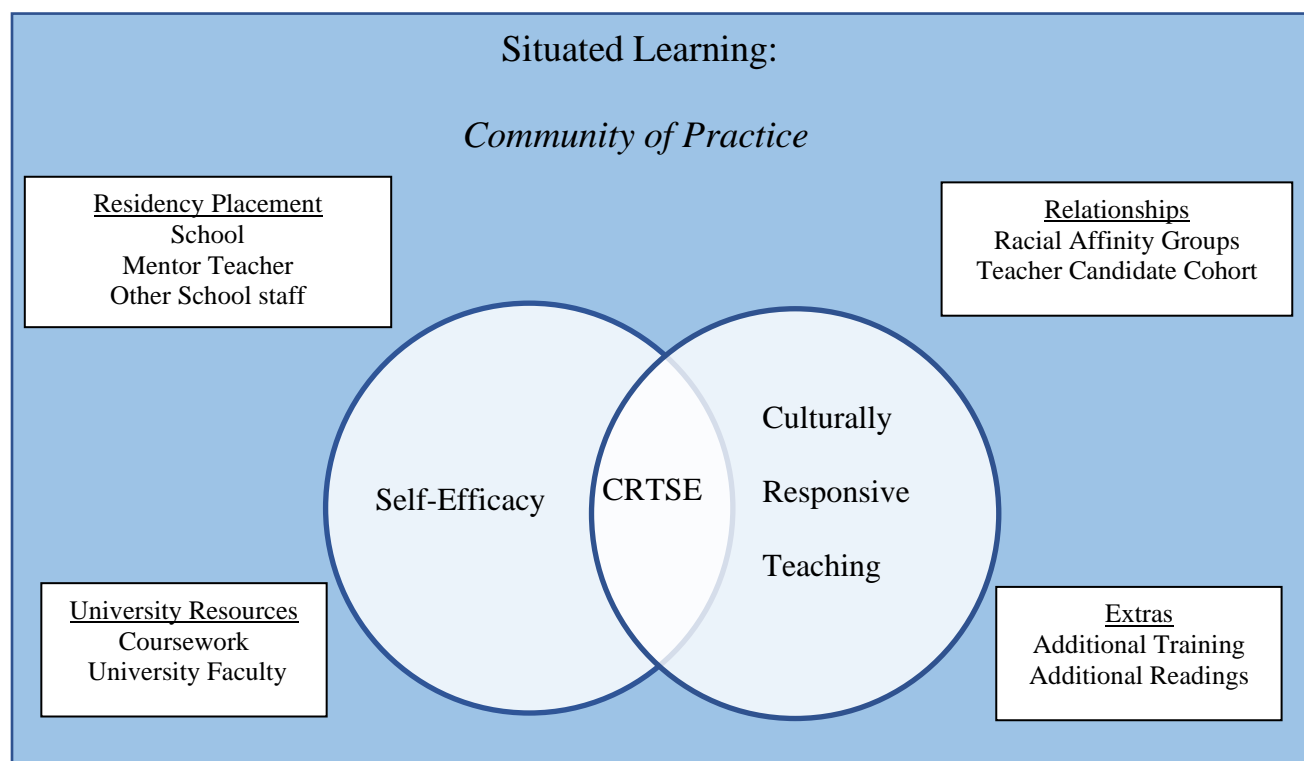 Situated Learning:
Community of Practice
Residency Placement
School
Mentor Teacher
Other School staff
Relationships
Racial Affinity Groups
Teacher Candidate Cohort
Self-Efficacy
CRTSE
Culturally
Responsive
Teaching
University Resources
Coursework
University Faculty
Extras
Additional Training
Additional Readings